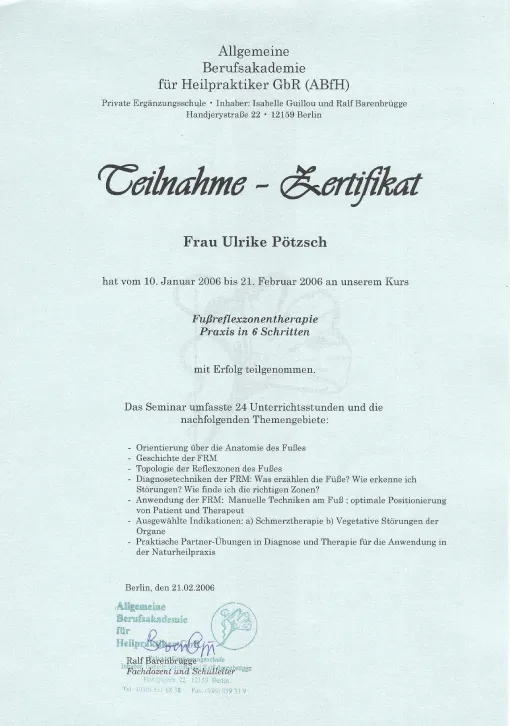 Allgemeine
Berufsakademie
für Heilpraktiker GbR (ABfH)
Private Ergänzungsschule • Inhaber: Isabelle Guillou und Ralf Barenbrügge
Handjerystraße 22 • 12159 Berlin
Teilnahme - Zertifikat
Frau Ulrike Pötzsch
hat vom 10. Januar 2006 bis 21. Februar 2006 an unserem Kurs
Fußreflexzonentherapie
Praxis in 6 Schritten
mit Erfolg teilgenommen.
Das Seminar umfasste 24 Unterrichtsstunden und die
nachfolgenden Themengebiete:
- Orientierung über die Anatomie des Fußes
- Geschichte der FRM
- Topologie der Reflexzonen des Fußes
- Diagnosetechniken der FRM: Was erzählen die Füße? Wie erkenne ich
Störungen? Wie finde ich die richtigen Zonen?
- Anwendung der FRM: Manuelle Techniken am Fuß ; optimale Positionierung
von Patient und Therapeut
- Ausgewählte Indikationen: a) Schmerztherapie b) Vegetative Störungen der
Organe
- Praktische Partner-Übungen in Diagnose und Therapie für die Anwendung in
der Naturheilpraxis
Berlin, den 21.02.2006
Allgemeine
Berufsakademie
für
Ralf Barenbrügge
Fachdozent und Schulleiter
12159 Berlin